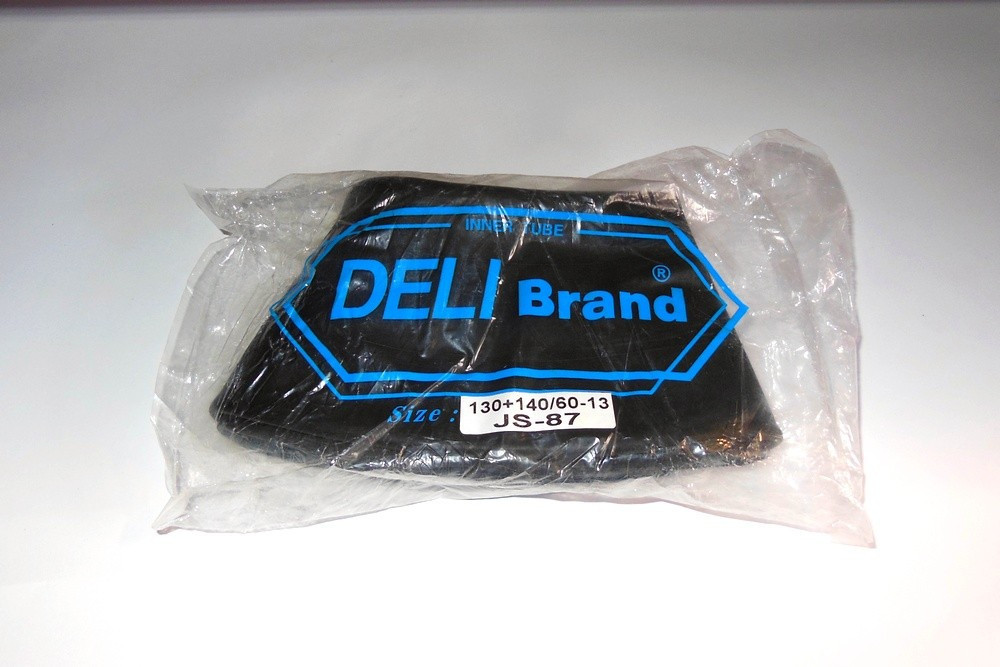 INNER TUBE
DELI Brand ®
Size : 130+140/60-13
JS-87